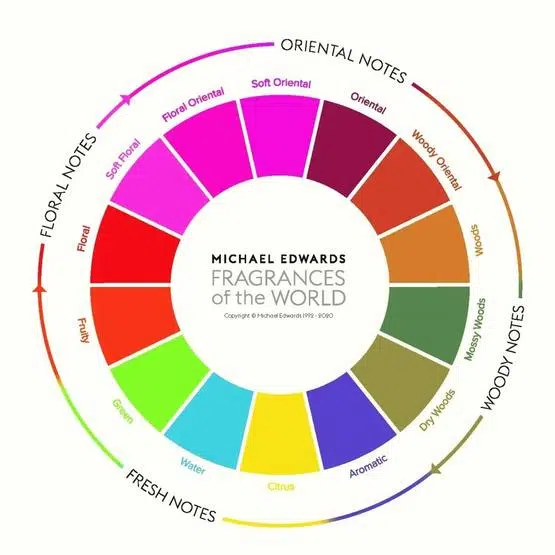 ORIENTAL NOTES
Soft Oriental
Oriental
Woody Oriental
Woods
Mossy Woods
WOODY NOTES
Dry Woods
Aromatic
Citrus
Water
FRESH NOTES
Green
Fruity
Floral
FLORAL NOTES
Soft Floral
Floral Oriental
MICHAEL EDWARDS
FRAGRANCES
of the WORLD
Copyright © Michael Edwards 1992 - 2020